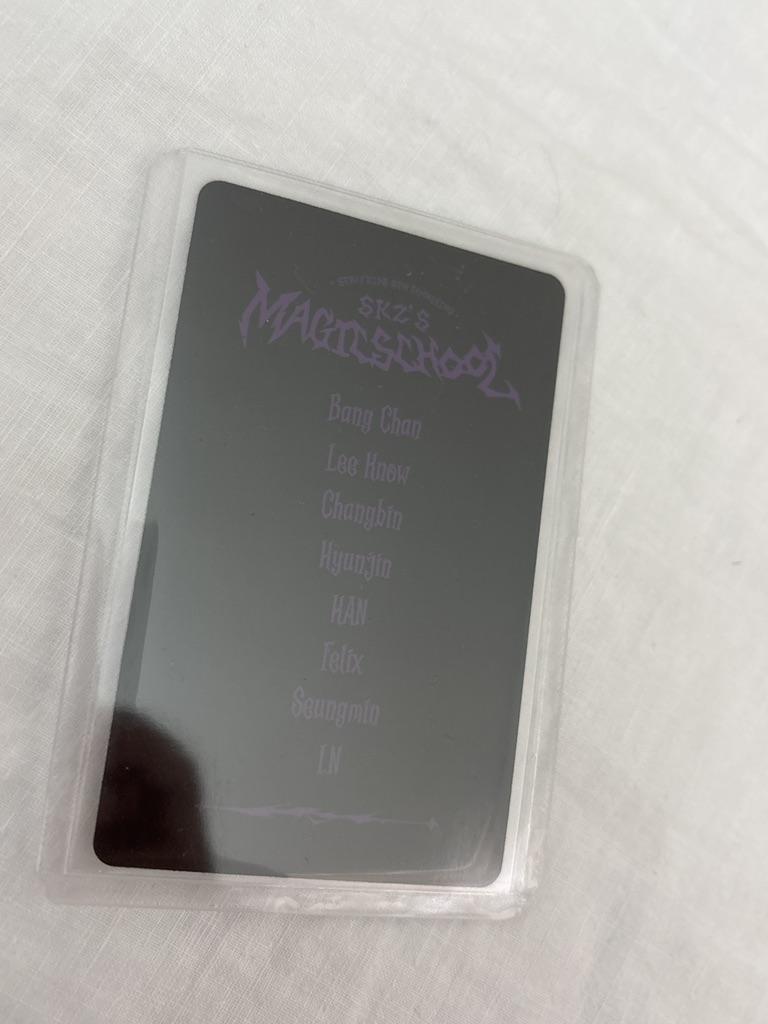 SKZ'S
MAGIC SCHOOL
Bang Chan
Lee Know
Changbin
Hyunjin
HAN
Felix
Seungmin
I.N